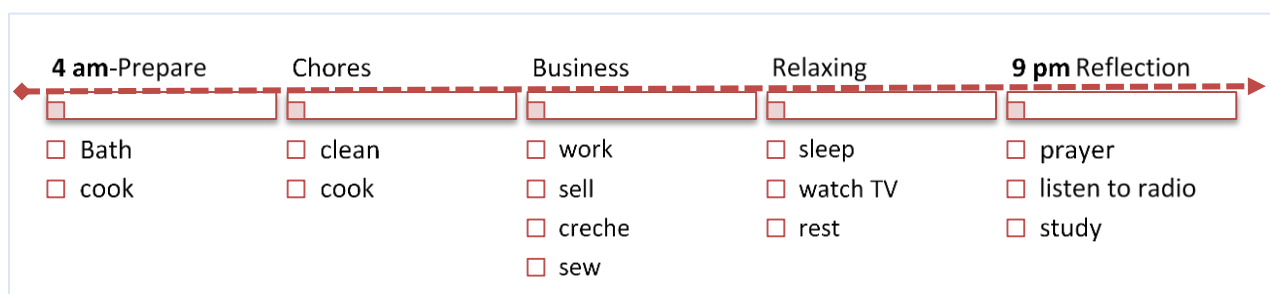 4 am-Prepare
Bath
cook
Chores
clean
cook
Business
work
sell
creche
sew
Relaxing
sleep
watch TV
rest
9 pm Reflection
prayer
listen to radio
study